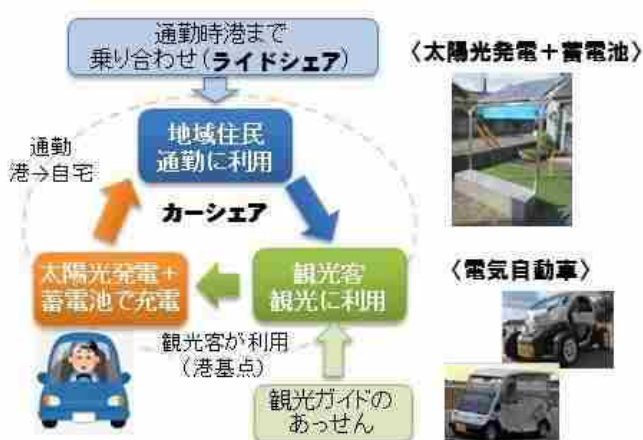 通勤時港まで
乗り合わせ(ライドシェア)
〈太陽光発電+蓄電池〉
地域住民
通勤に利用
通勤
港→自宅
カーシェア
太陽光発電+
蓄電池で充電
観光客
観光に利用
〈電気自動車〉
観光客が利用
(港基点)
観光ガイドの
あっせん